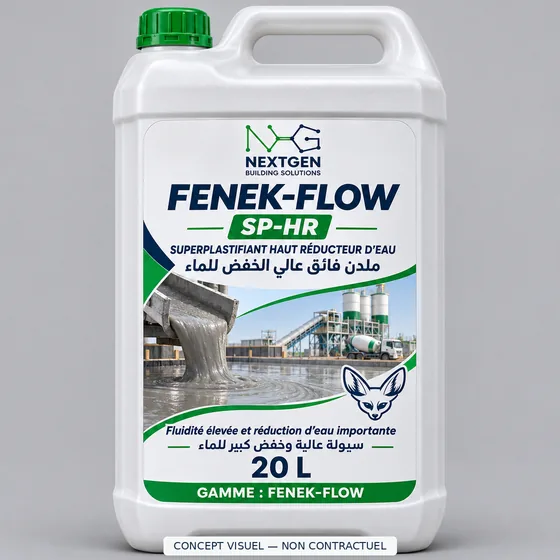 NEXTGEN
BUILDING SOLUTIONS
FENEK-FLOW
SP-HR
SUPERPLASTIFIANT HAUT RÉDUCTEUR D'EAU
ملدن فائق عالي الخفض للماء
Fluidité élevée et réduction d'eau importante
سيولة عالية وخفض كبير للماء
20 L
GAMME : FENEK-FLOW
CONCEPT VISUEL — NON CONTRACTUEL